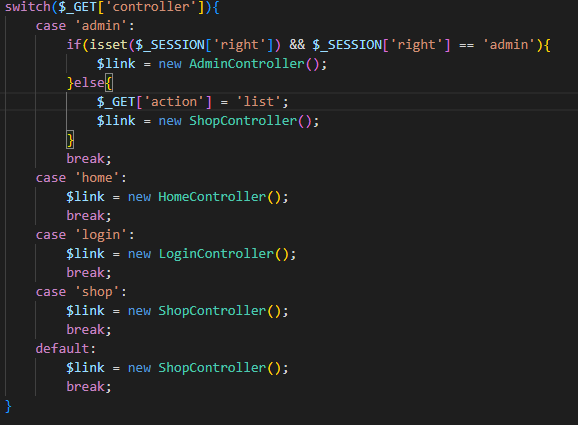 switch($_GET['controller']){
    case 'admin':
        if(isset($_SESSION['right']) && $_SESSION['right'] == 'admin'){
            $link = new AdminController();
        }else{
            $_GET['action'] = 'list';
            $link = new ShopController();
        }
        break;
    case 'home':
        $link = new HomeController();
        break;
    case 'login':
        $link = new LoginController();
        break;
    case 'shop':
        $link = new ShopController();
        break;
    default:
        $link = new ShopController();
        break;
}